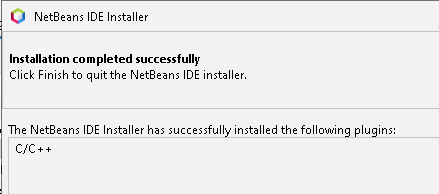 NetBeans IDE Installer
Installation completed successfully
Click Finish to quit the NetBeans IDE installer.
The NetBeans IDE Installer has successfully installed the following plugins:
C/C++